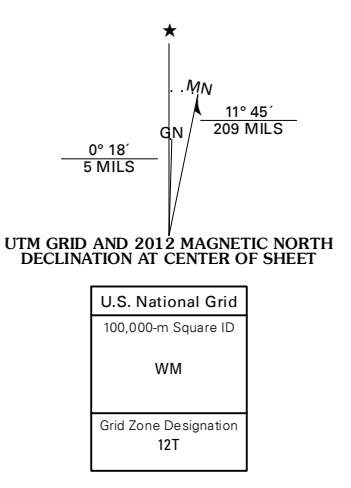 MN
11° 45´
209 MILS
GN
0° 18´
5 MILS
UTM GRID AND 2012 MAGNETIC NORTH
DECLINATION AT CENTER OF SHEET
U.S. National Grid
100,000-m Square ID
WM
Grid Zone Designation
12T